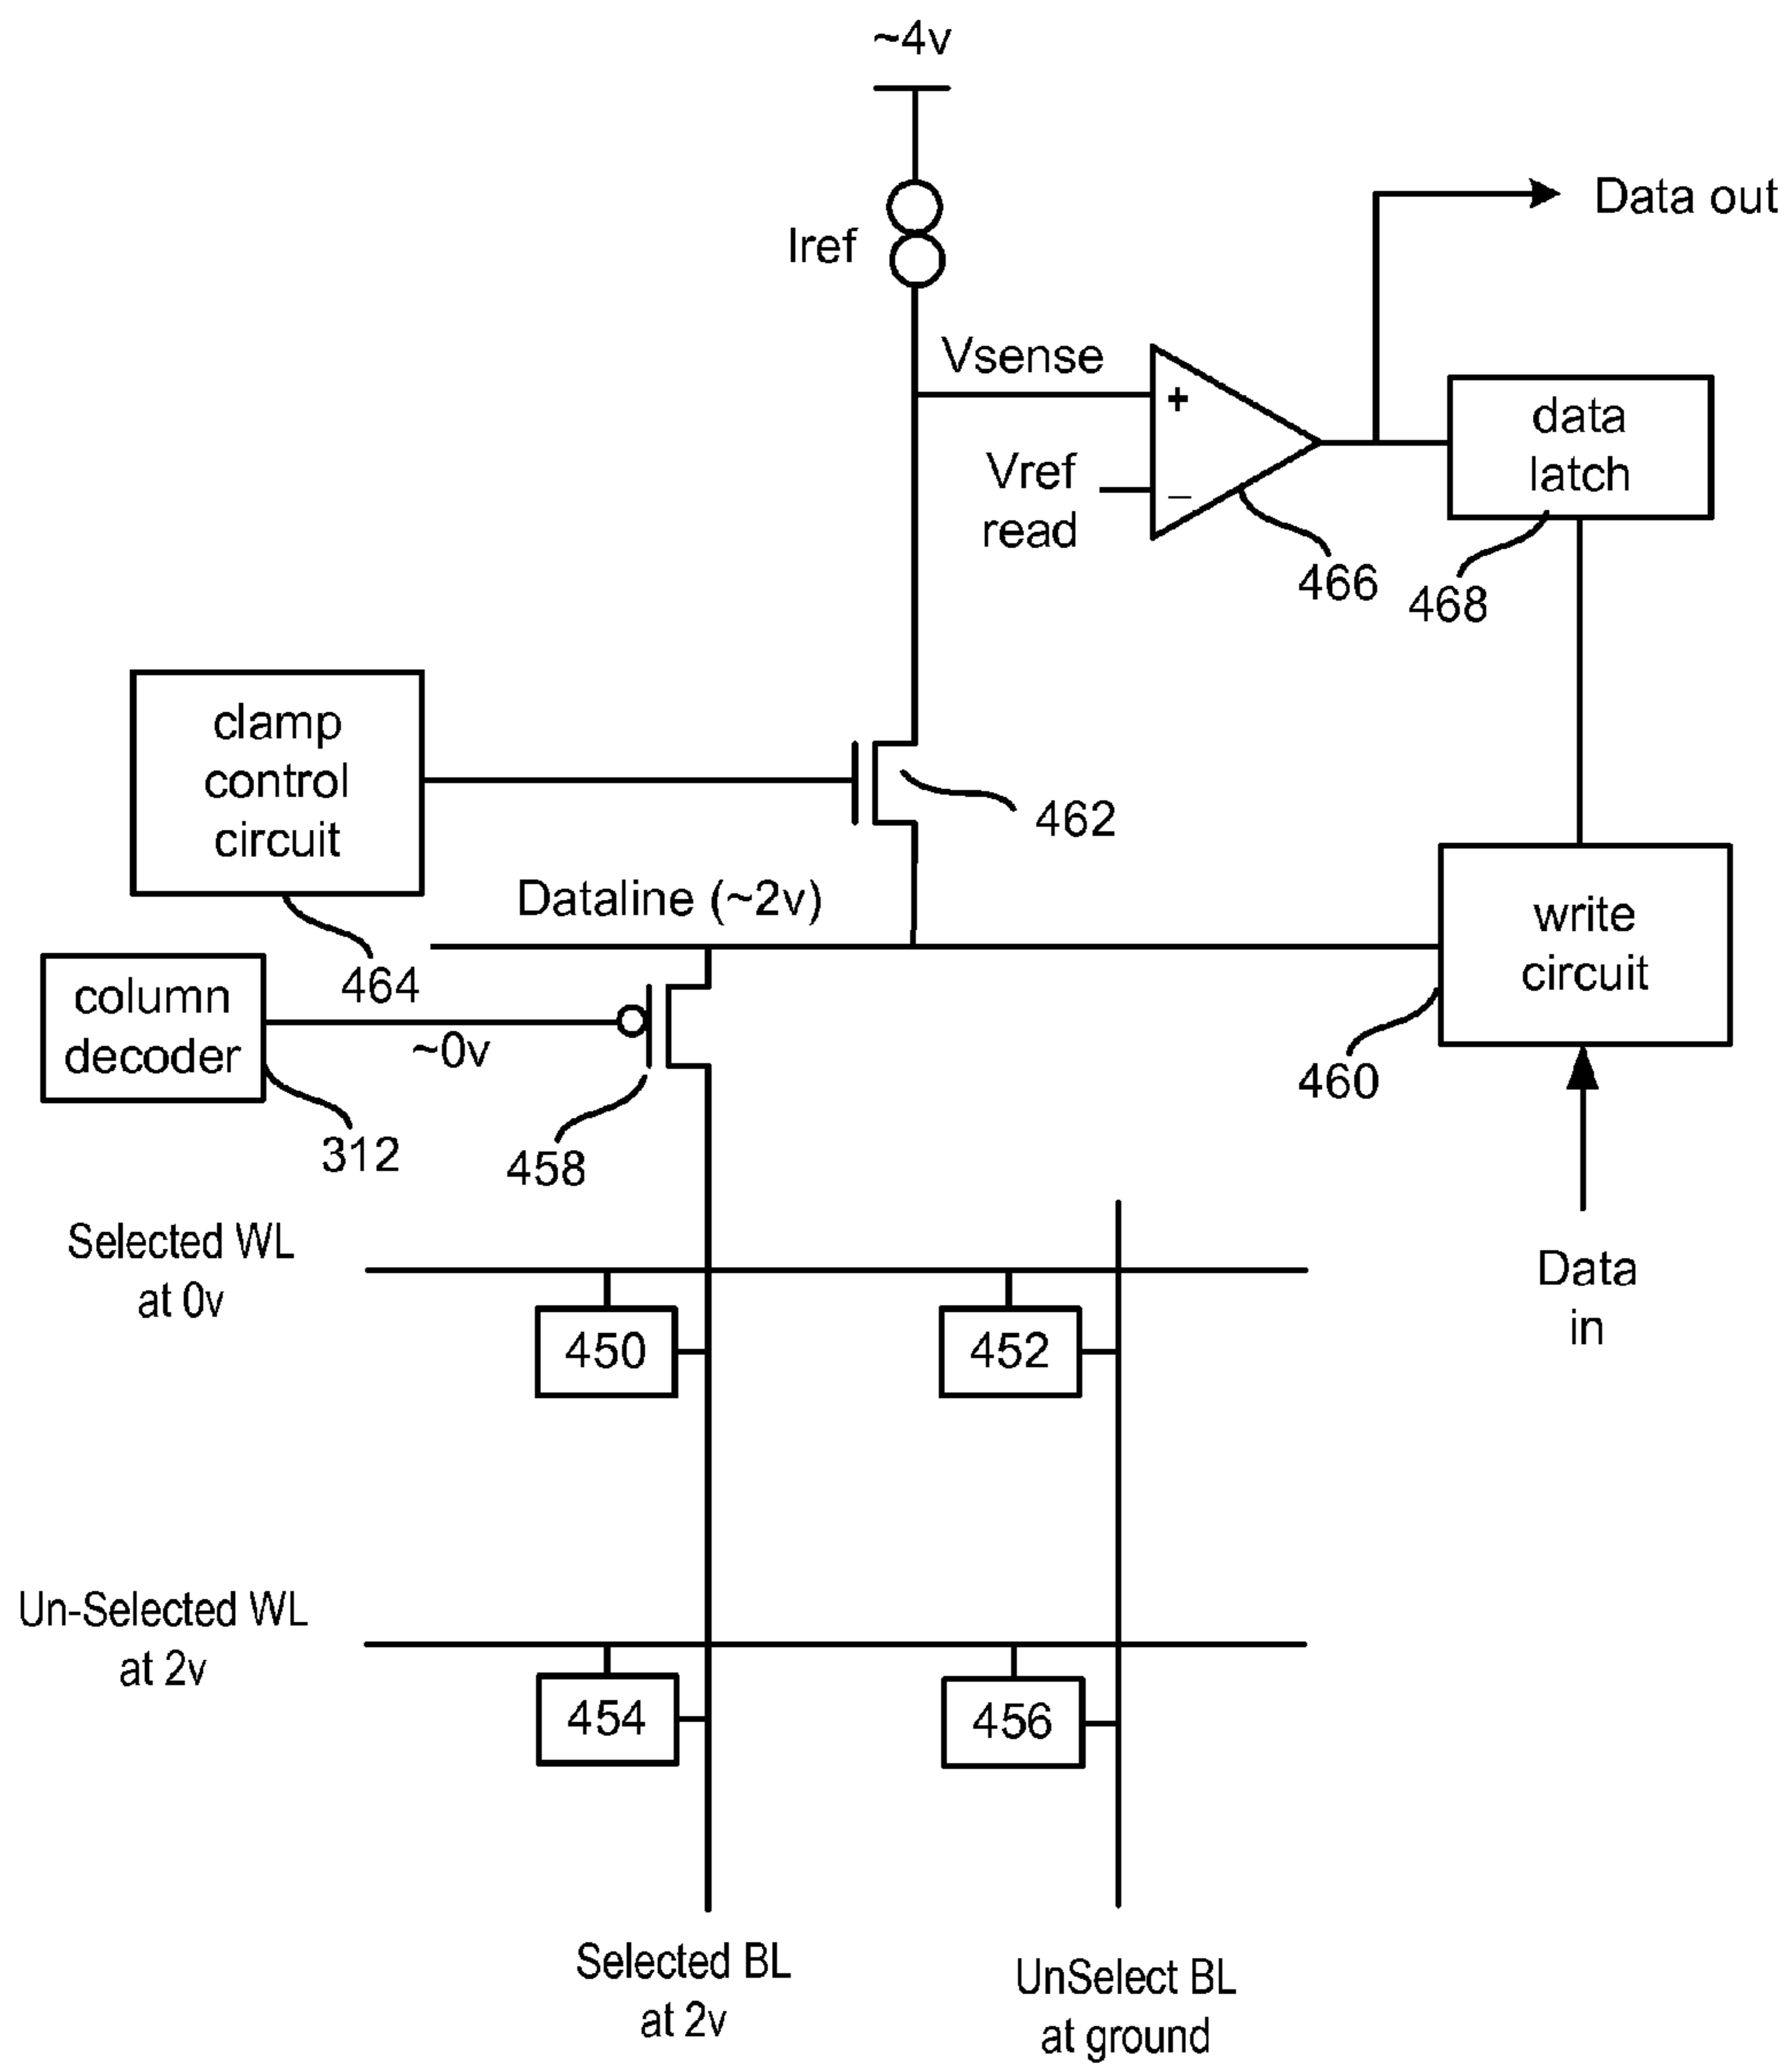 ~4v
Iref
Data out
Vsense
+
Vref
read
–
data
latch
466
468
clamp
control
circuit
462
Dataline (~2v)
write
circuit
464
column
decoder
~0v
460
312
458
Selected WL
at 0v
Data
in
450
452
Un-Selected WL
at 2v
454
456
Selected BL
at 2v
UnSelect BL
at ground